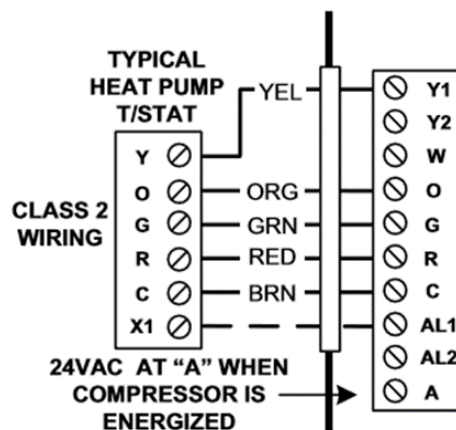 TYPICAL
HEAT PUMP
T/STAT
YEL
Y1
Y2
Y
W
O
ORG
O
CLASS 2
WIRING
G
GRN
G
R
RED
R
C
BRN
C
X1
AL1
24VAC AT “A” WHEN
COMPRESSOR IS
ENERGIZED
AL2
A